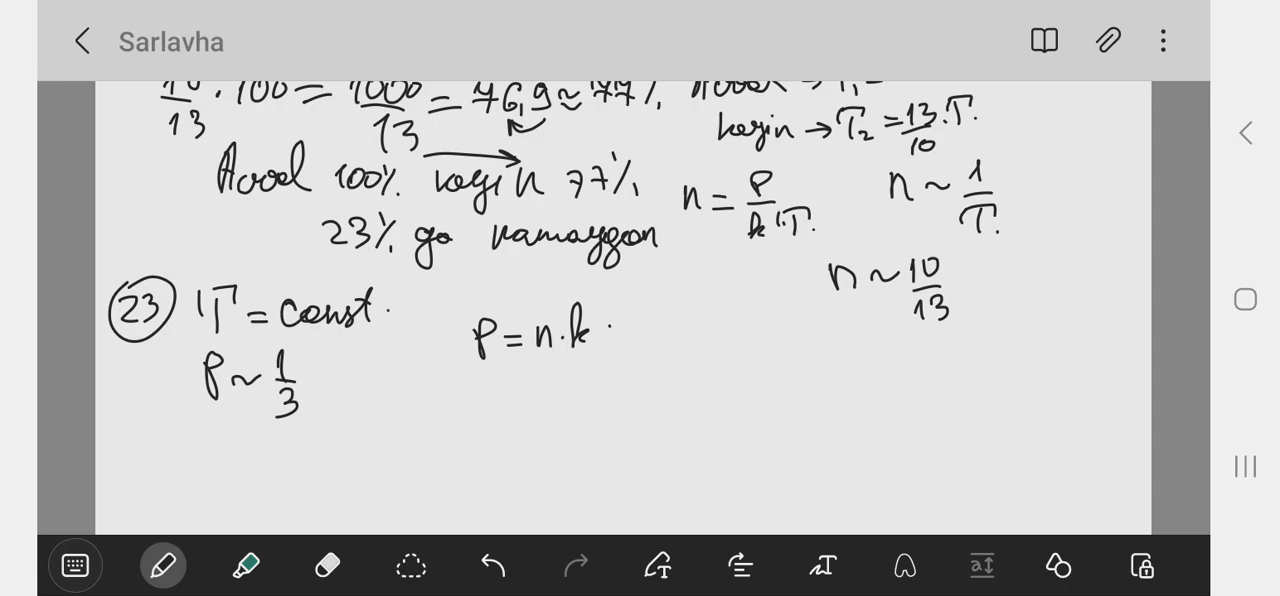 Sarlavha
10/13 · 100 = 1000/13 = 76,9 ≈ 77%
keyin → T₂ = 13/10 · T.
Avval 100% keyin 77%
n = P/k·T. n ~ 1/T.
23% ga kamaygan
n ~ 10/13
23 T = const.
P = n·k.
P ~ 1/3